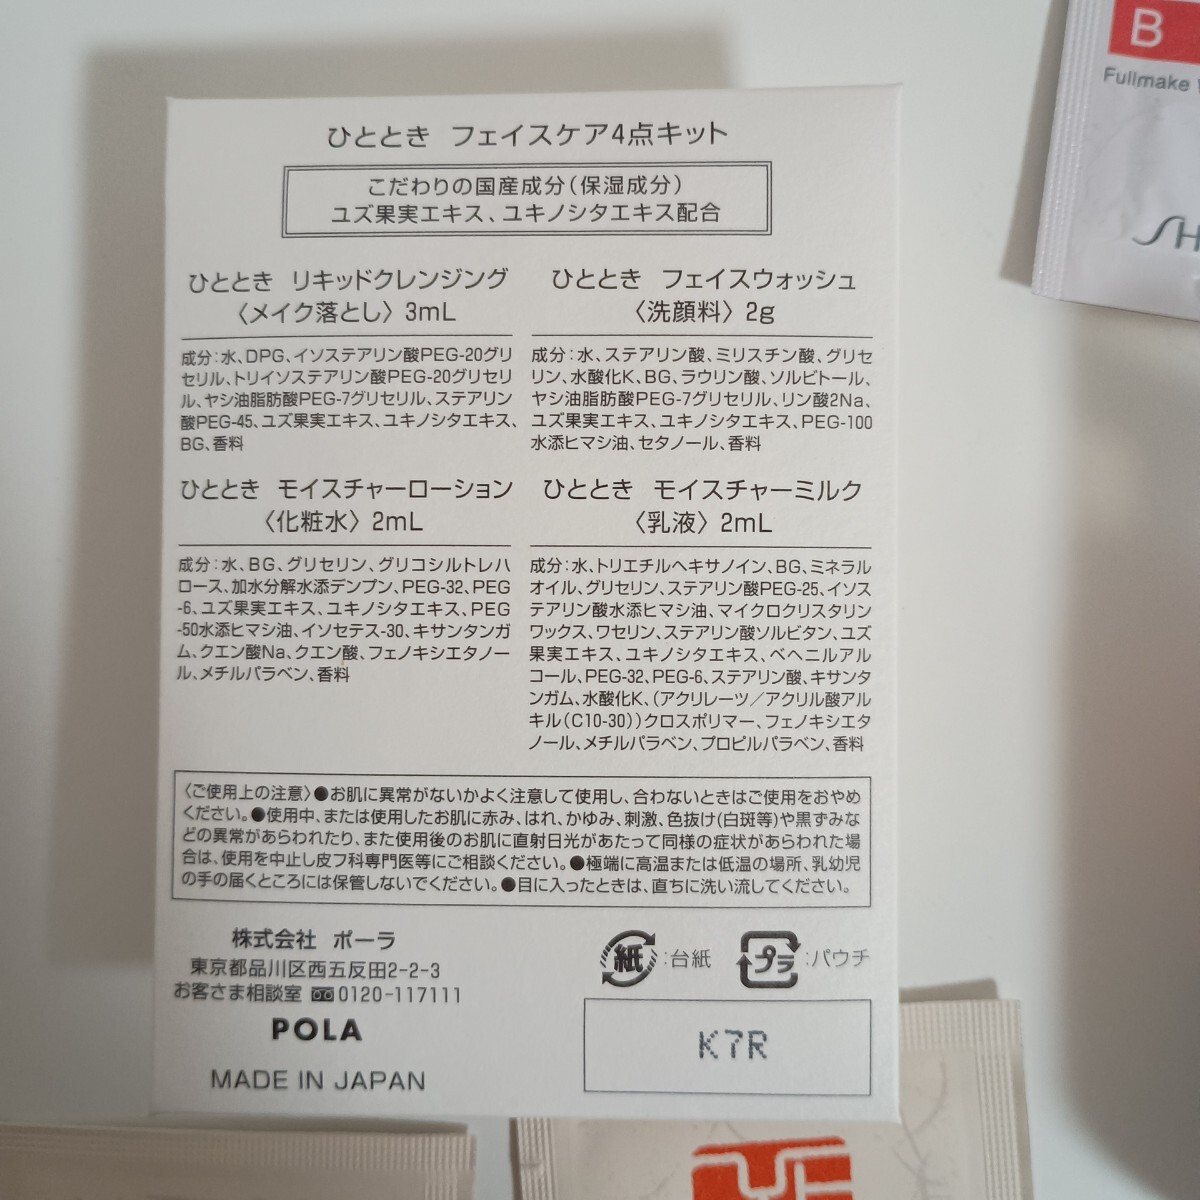 ひととき フェイスケア4点キット
こだわりの国産成分(保湿成分)
ユズ果実エキス、ユキノシタエキス配合
ひととき リキッドクレンジング
〈メイク落とし〉3mL
成分:水、DPG、イソステアリン酸PEG-20グリ
セリル、トリイソステアリン酸PEG-20グリセリ
ル、ヤシ油脂肪酸PEG-7グリセリル、ステアリン
酸PEG-45、ユズ果実エキス、ユキノシタエキス、
BG、香料
ひととき フェイスウォッシュ
〈洗顔料〉2g
成分:水、ステアリン酸、ミリスチン酸、グリセ
リン、水酸化K、BG、ラウリン酸、ソルビトール、
ヤシ油脂肪酸PEG-7グリセリル、リン酸2Na、
ユズ果実エキス、ユキノシタエキス、PEG-100
水添ヒマシ油、セタノール、香料
ひととき モイスチャーローション
〈化粧水〉2mL
成分:水、BG、グリセリン、グリコシルトレハ
ロース、加水分解水添デンプン、PEG-32、PEG
-6、ユズ果実エキス、ユキノシタエキス、PEG
-50水添ヒマシ油、イソセテス-30、キサンタンガ
ム、クエン酸Na、クエン酸、フェノキシエタノー
ル、メチルパラベン、香料
ひととき モイスチャーミルク
〈乳液〉2mL
成分:水、トリエチルヘキサノイン、BG、ミネラル
オイル、グリセリン、ステアリン酸PEG-25、イソス
テアリン酸水添ヒマシ油、マイクロクリスタリン
ワックス、ワセリン、ステアリン酸ソルビタン、ユズ
果実エキス、ユキノシタエキス、ベヘニルアル
コール、PEG-32、PEG-6、ステアリン酸、キサンタ
ンガム、水酸化K、(アクリレーツ/アクリル酸アル
キル(C10-30))クロスポリマー、フェノキシエタ
ノール、メチルパラベン、プロピルパラベン、香料
〈ご使用上の注意〉●お肌に異常がないかよく注意して使用し、合わないときはご使用をおやめ
ください。●使用中、または使用したお肌に赤み、はれ、かゆみ、刺激、色抜け(白斑等)や黒ずみな
どの異常があらわれたり、また使用後のお肌に直射日光があたって同様の症状があらわれた場
合は、使用を中止し皮フ科専門医等にご相談ください。●極端に高温または低温の場所、乳幼児
の手の届くところには保管しないでください。●目に入ったときは、直ちに洗い流してください。
株式会社 ポーラ
東京都品川区西五反田2-2-3
お客さま相談室 0120-117111
POLA
MADE IN JAPAN
紙:台紙 プラ:パウチ
K7R
B
Fullmake